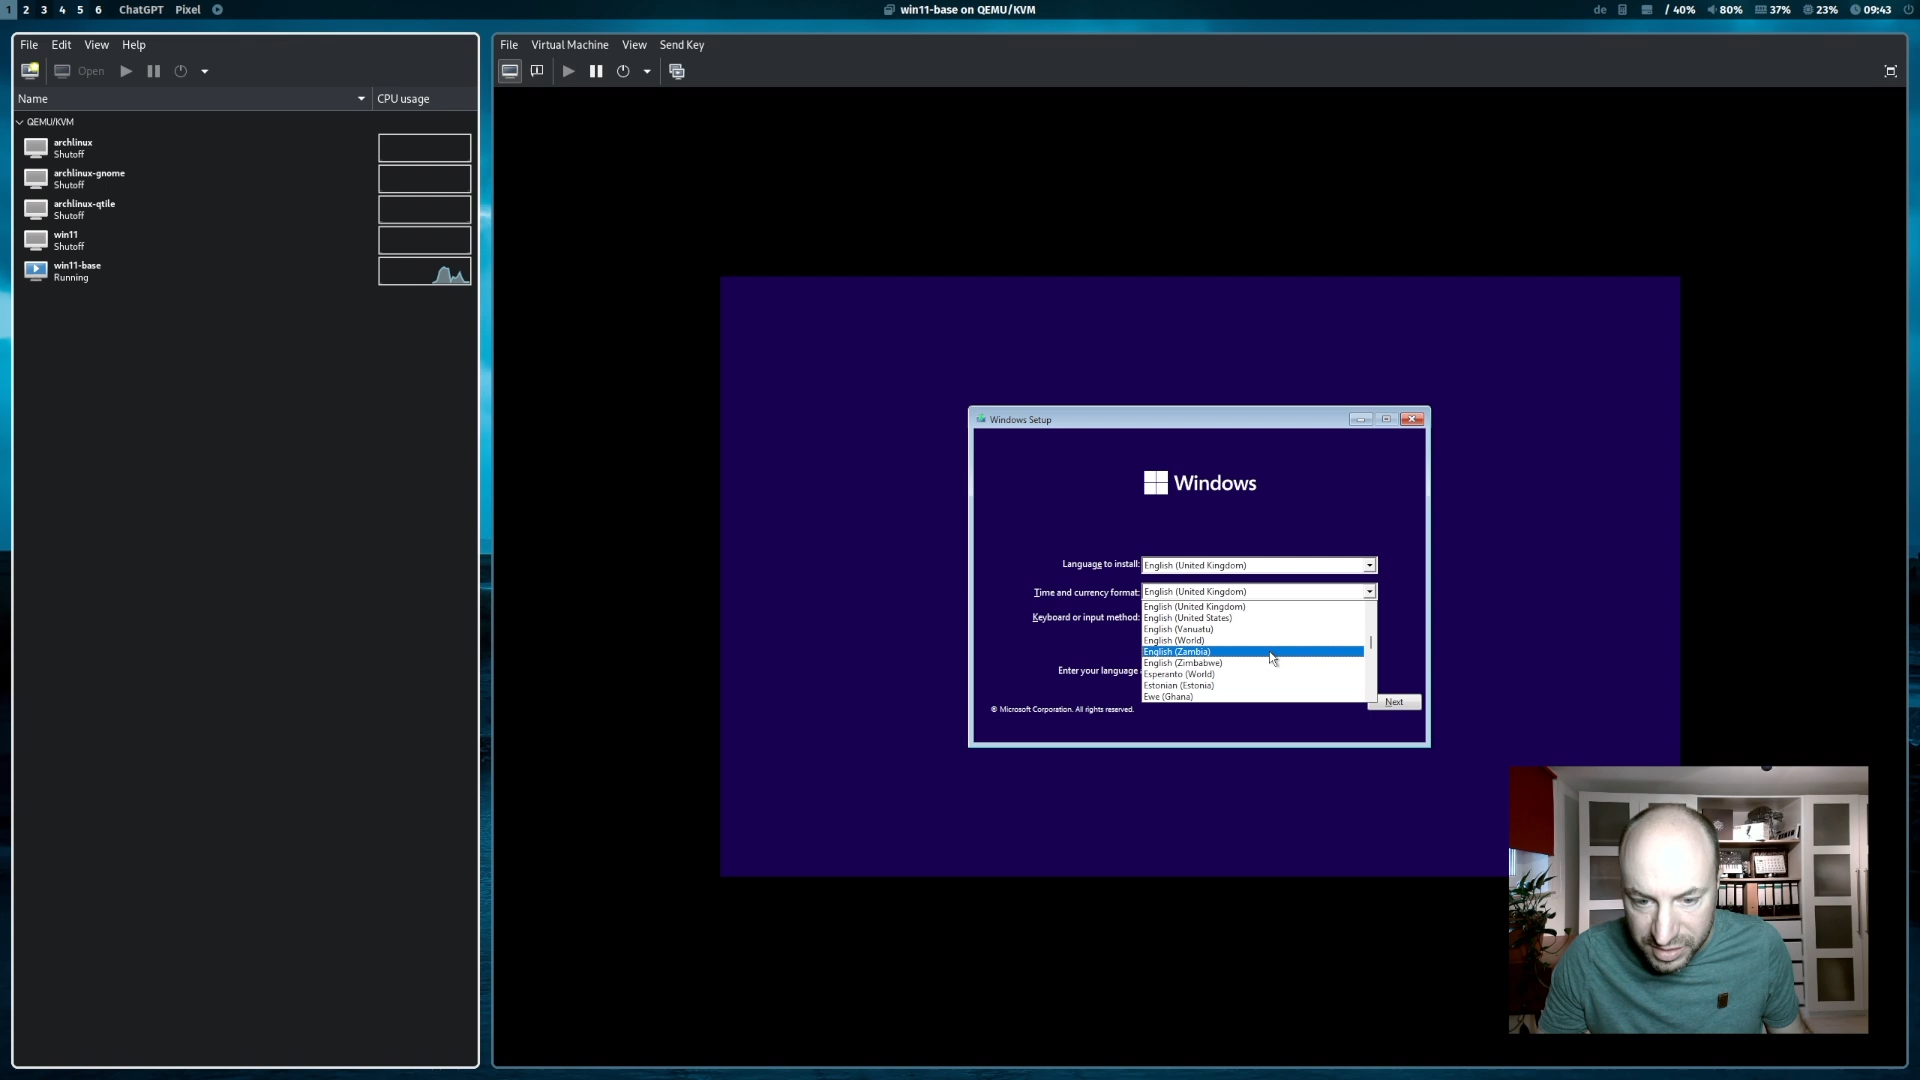 1 2 3 4 5 6 ChatGPT Pixel
win11-base on QEMU/KVM
de / 40% 80% 37% 23% 09:43
File Edit View Help
Open
Name CPU usage
QEMU/KVM
archlinux
Shutoff
archlinux-gnome
Shutoff
archlinux-qtile
Shutoff
win11
Shutoff
win11-base
Running
File Virtual Machine View Send Key
Windows Setup
Windows
Language to install: English (United Kingdom)
Time and currency format: English (United Kingdom)
English (United Kingdom)
Keyboard or input method: English (United States)
English (Vanuatu)
English (World)
English (Zambia)
English (Zimbabwe)
Enter your language Esperanto (World)
Estonian (Estonia)
Ewe (Ghana)
Next
© Microsoft Corporation. All rights reserved.